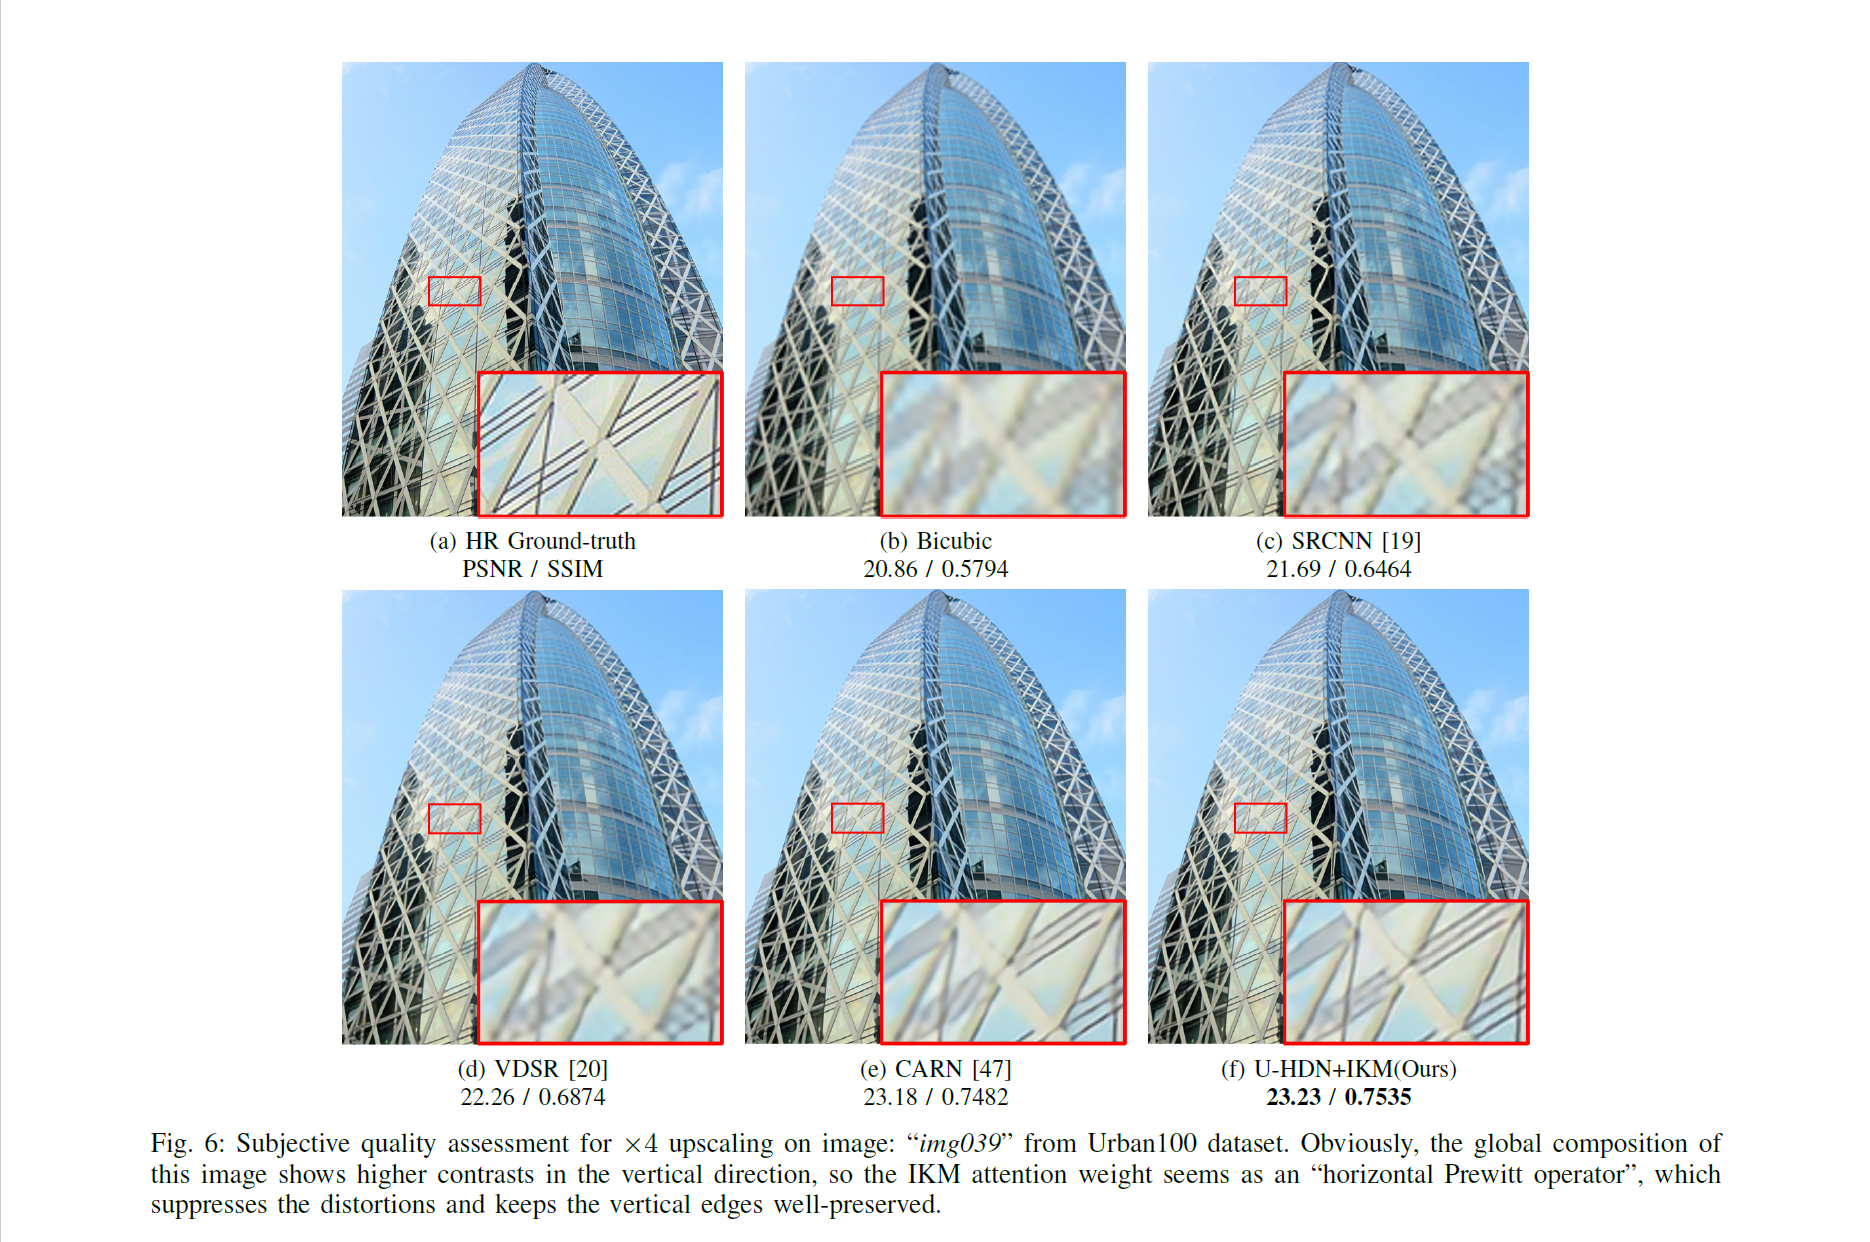 (a) HR Ground-truth
PSNR / SSIM
(b) Bicubic
20.86 / 0.5794
(c) SRCNN [19]
21.69 / 0.6464
(d) VDSR [20]
22.26 / 0.6874
(e) CARN [47]
23.18 / 0.7482
(f) U-HDN+IKM(Ours)
23.23 / 0.7535
Fig. 6: Subjective quality assessment for ×4 upscaling on image: “img039” from Urban100 dataset. Obviously, the global composition of
this image shows higher contrasts in the vertical direction, so the IKM attention weight seems as an “horizontal Prewitt operator”, which
suppresses the distortions and keeps the vertical edges well-preserved.